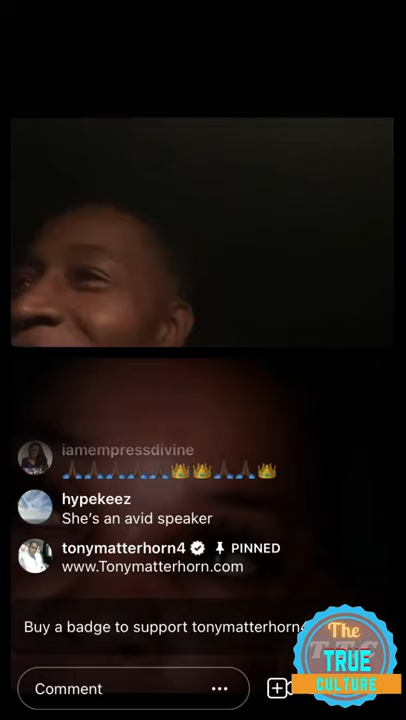 iamempressdivine
hypekeez
She's an avid speaker
tonymatterhorn4 PINNED
www.Tonymatterhorn.com
Buy a badge to support tonymatterhorn4
Comment
The
TRUE
CULTURE